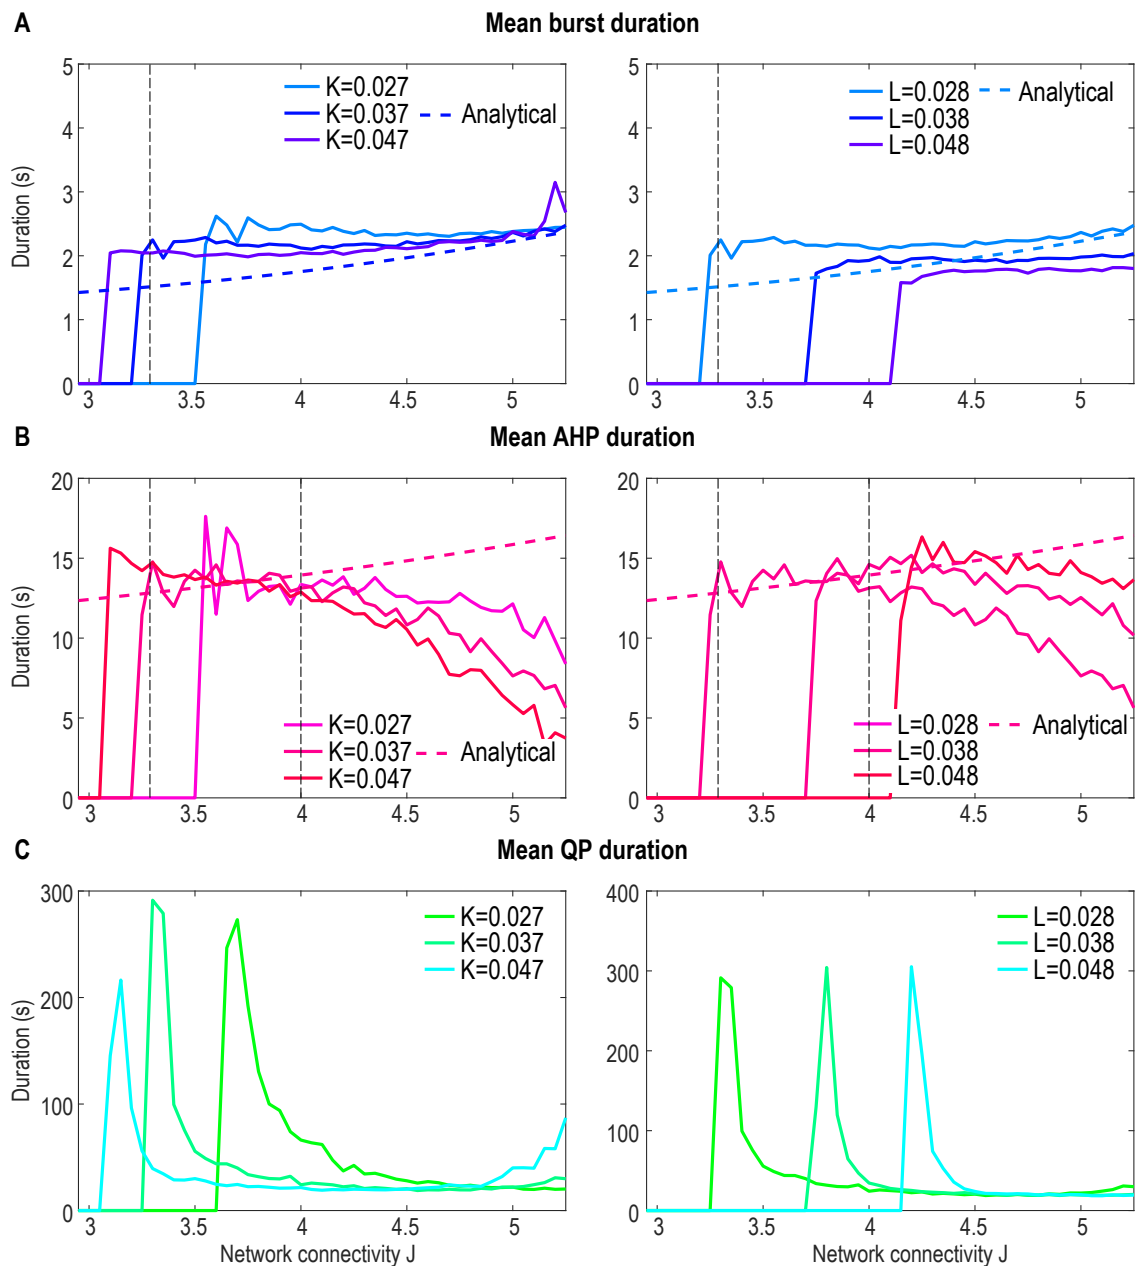 A
Mean burst duration
5
4
3
2
1
0
Duration (s)
K=0.027
K=0.037
K=0.047
Analytical
3 3.5 4 4.5 5
5
4
3
2
1
0
L=0.028
L=0.038
L=0.048
Analytical
3 3.5 4 4.5 5
B
Mean AHP duration
20
15
10
5
0
Duration (s)
K=0.027
K=0.037
K=0.047
Analytical
3 3.5 4 4.5 5
20
15
10
5
0
L=0.028
L=0.038
L=0.048
Analytical
3 3.5 4 4.5 5
C
Mean QP duration
300
200
100
0
Duration (s)
K=0.027
K=0.037
K=0.047
3 3.5 4 4.5 5
Network connectivity J
400
300
200
100
0
L=0.028
L=0.038
L=0.048
3 3.5 4 4.5 5
Network connectivity J